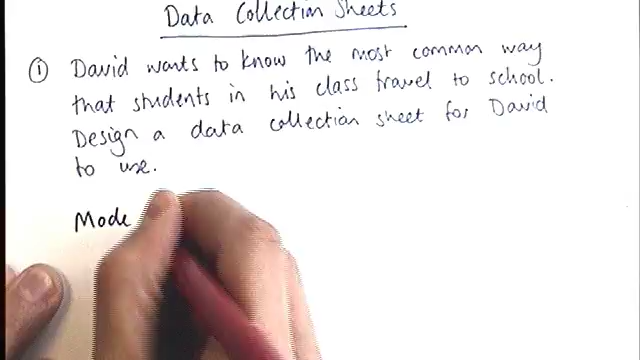 Data Collection Sheets
① David wants to know the most common way
that students in his class travel to school.
Design a data collection sheet for David
to use.
Mode